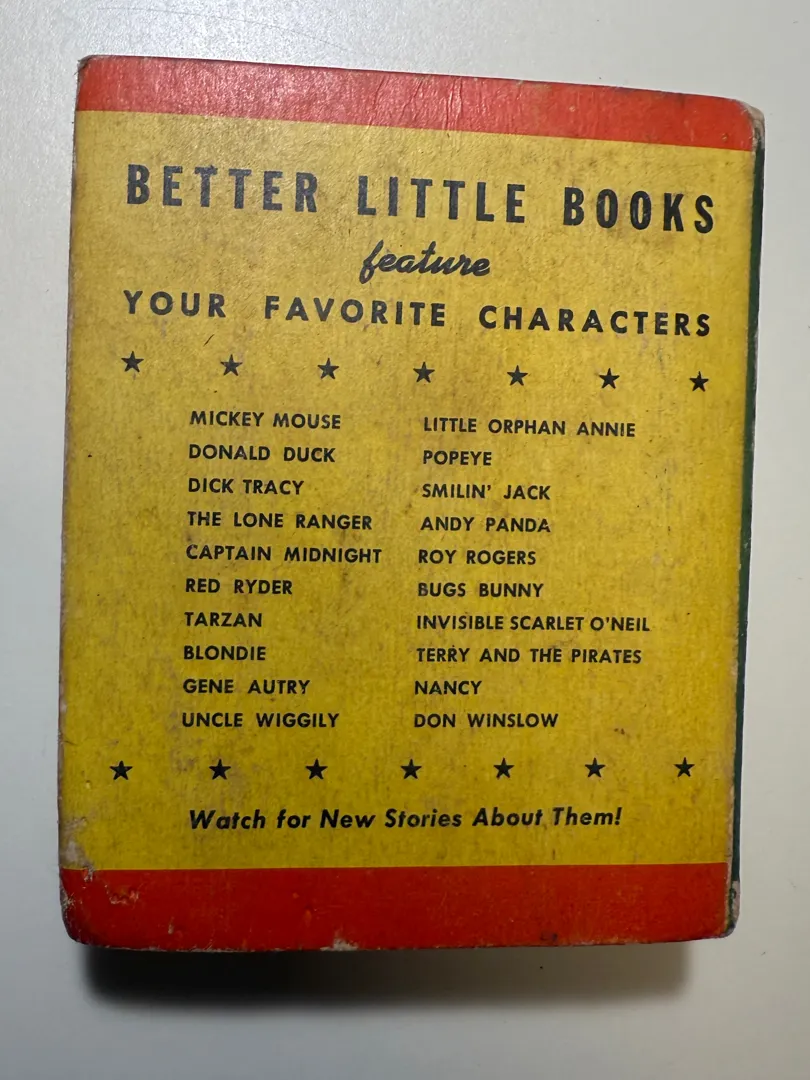 BETTER LITTLE BOOKS
feature
YOUR FAVORITE CHARACTERS
MICKEY MOUSE
DONALD DUCK
DICK TRACY
THE LONE RANGER
CAPTAIN MIDNIGHT
RED RYDER
TARZAN
BLONDIE
GENE AUTRY
UNCLE WIGGILY
LITTLE ORPHAN ANNIE
POPEYE
SMILIN' JACK
ANDY PANDA
ROY ROGERS
BUGS BUNNY
INVISIBLE SCARLET O'NEIL
TERRY AND THE PIRATES
NANCY
DON WINSLOW
Watch for New Stories About Them!